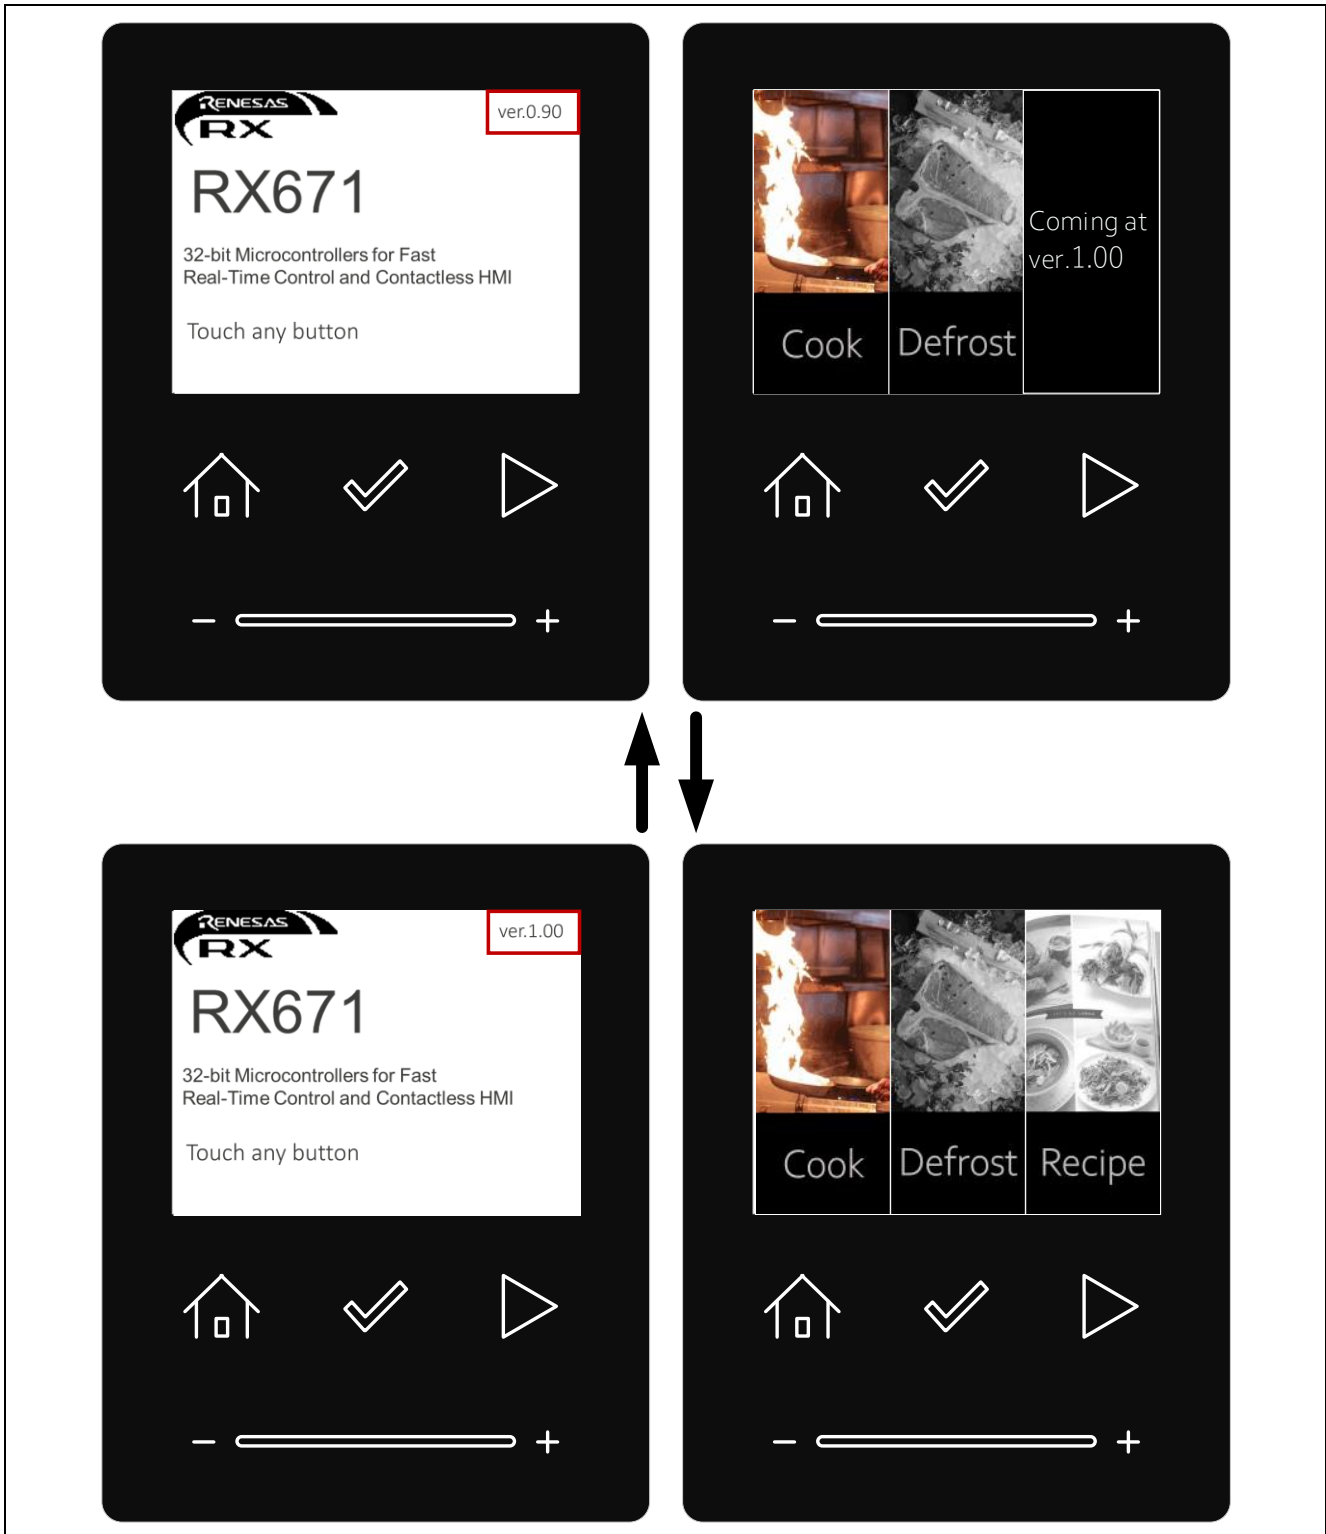 RENESAS
RX
ver.0.90
RX671
32-bit Microcontrollers for Fast
Real-Time Control and Contactless HMI
Touch any button
Coming at
ver.1.00
Cook
Defrost
RENESAS
RX
ver.1.00
RX671
32-bit Microcontrollers for Fast
Real-Time Control and Contactless HMI
Touch any button
Cook
Defrost
Recipe